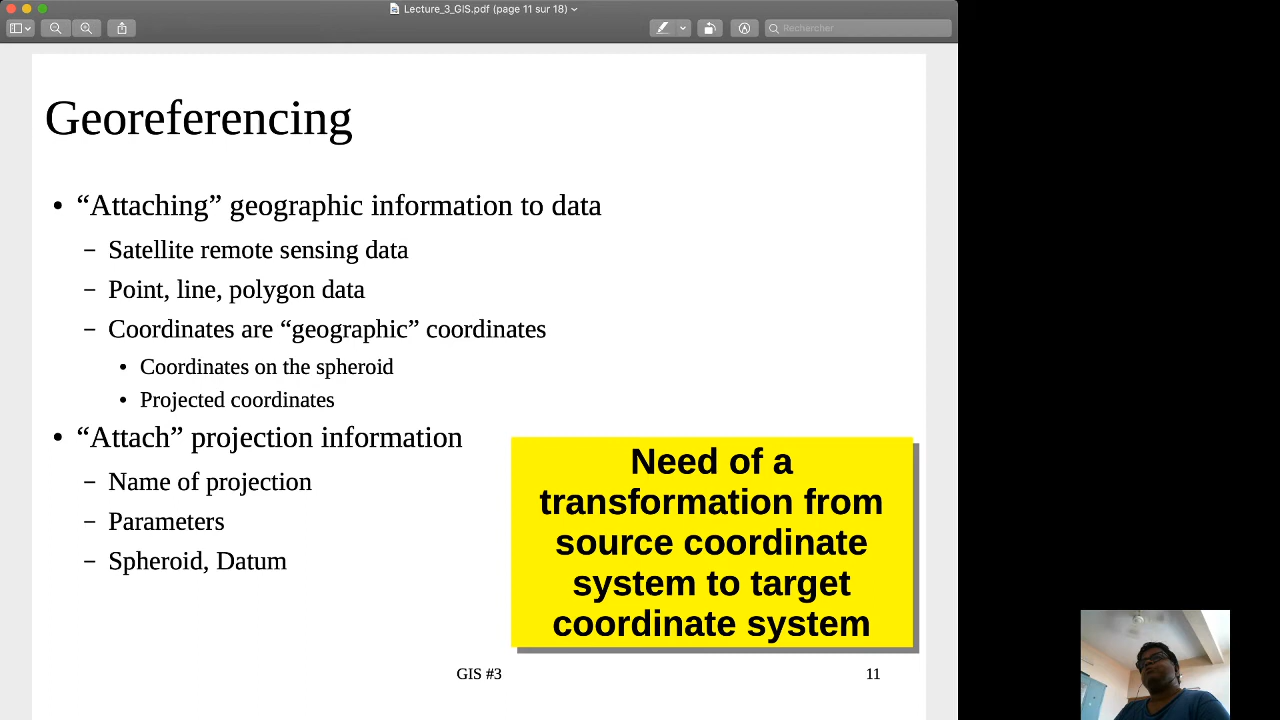 Lecture_3_GIS.pdf (page 11 sur 18)
Rechercher
Georeferencing
• “Attaching” geographic information to data
– Satellite remote sensing data
– Point, line, polygon data
– Coordinates are “geographic” coordinates
• Coordinates on the spheroid
• Projected coordinates
• “Attach” projection information
– Name of projection
– Parameters
– Spheroid, Datum
Need of a
transformation from
source coordinate
system to target
coordinate system
GIS #3
11